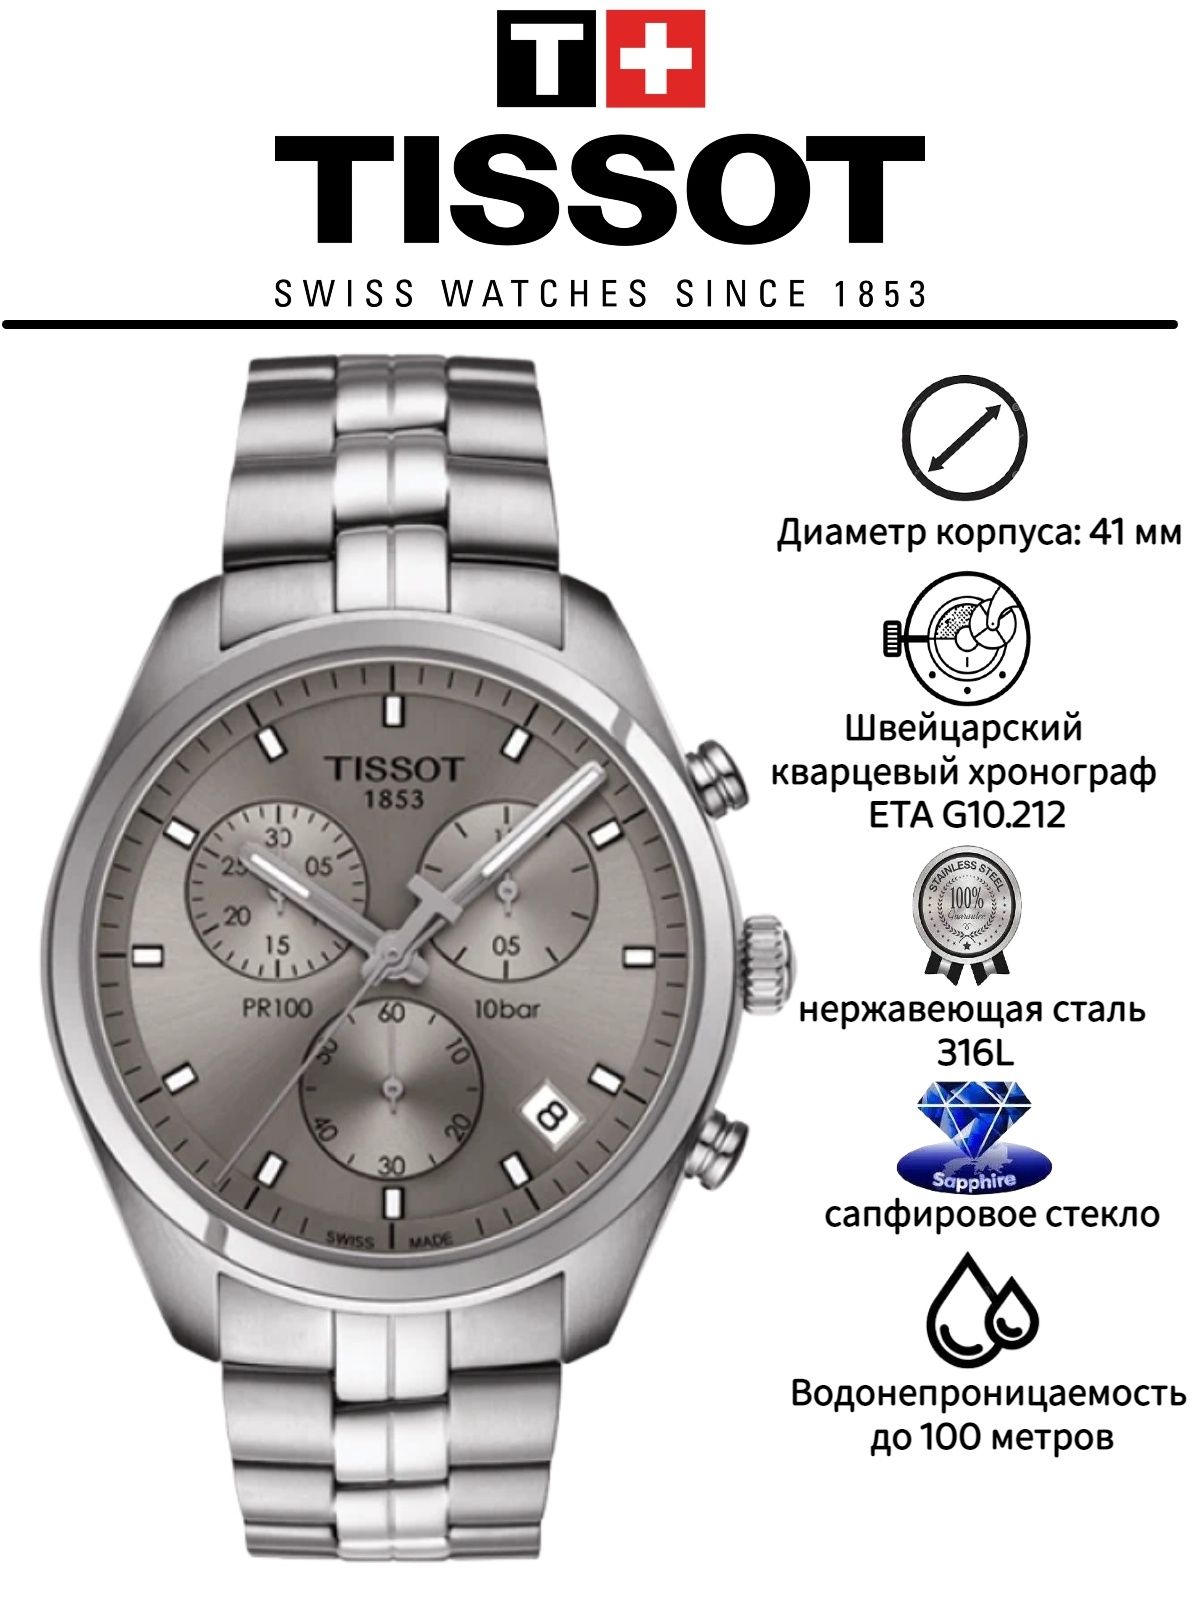 T+
TISSOT
SWISS WATCHES SINCE 1853
Диаметр корпуса: 41 мм
Швейцарский
кварцевый хронограф
ETA G10.212
STAINLESS STEEL
100%
Guarantee
нержавеющая сталь
316L
Sapphire
сапфировое стекло
Водонепроницаемость
до 100 метров
TISSOT
1853
30
25 05
20
15
05
PR100
10bar
60
50 10
40 20
30
8
SWISS MADE